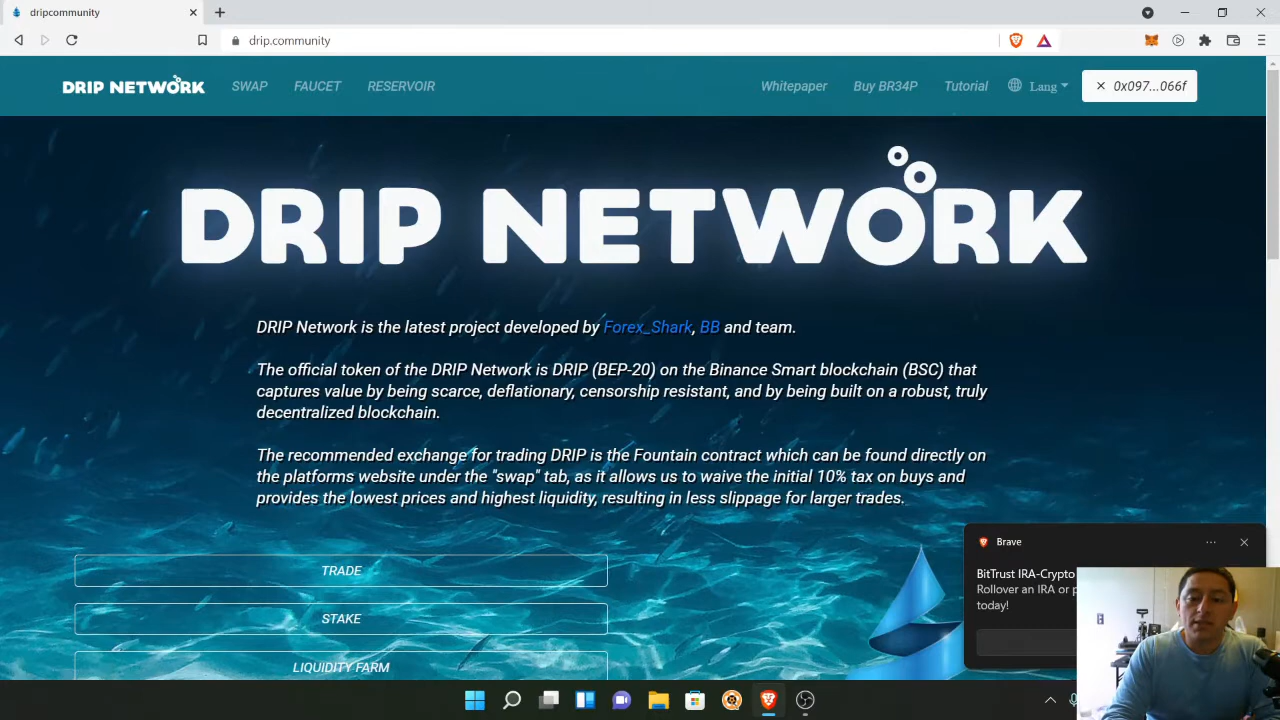 dripcommunity
drip.community
DRIP NETWORK
SWAP
FAUCET
RESERVOIR
Whitepaper
Buy BR34P
Tutorial
Lang
0x097...066f
DRIP NETWORK
DRIP Network is the latest project developed by Forex_Shark, BB and team.
The official token of the DRIP Network is DRIP (BEP-20) on the Binance Smart blockchain (BSC) that
captures value by being scarce, deflationary, censorship resistant, and by being built on a robust, truly
decentralized blockchain.
The recommended exchange for trading DRIP is the Fountain contract which can be found directly on
the platforms website under the "swap" tab, as it allows us to waive the initial 10% tax on buys and
provides the lowest prices and highest liquidity, resulting in less slippage for larger trades.
TRADE
STAKE
LIQUIDITY FARM
Brave
BitTrust IRA-Crypto
Rollover an IRA or
today!